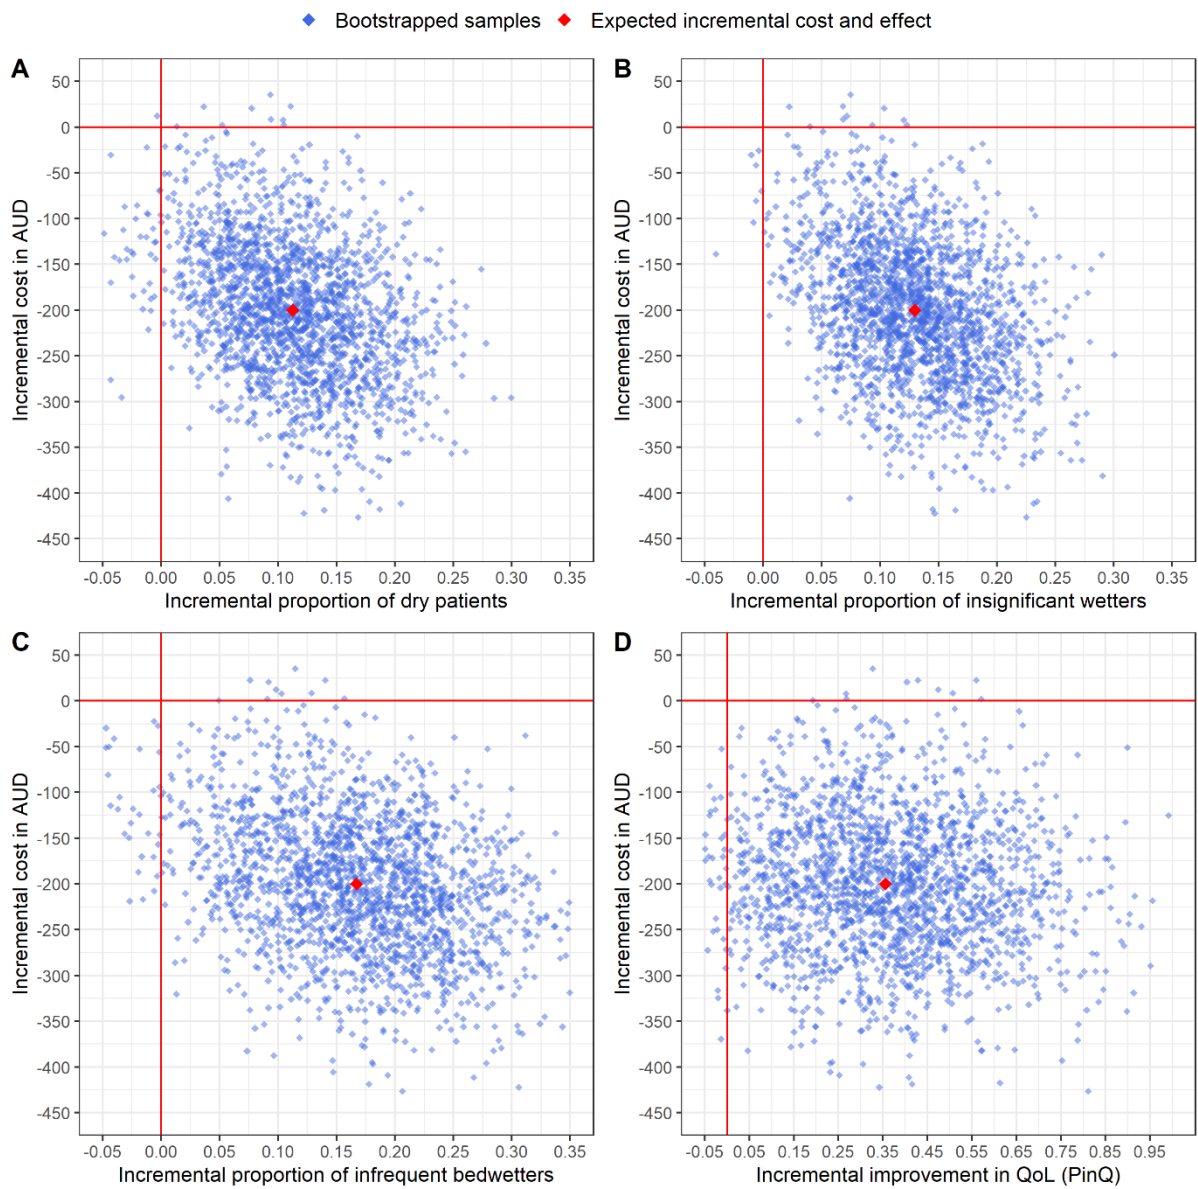 Bootstrapped samples Expected incremental cost and effect
A
50
0
-50
-100
-150
-200
-250
-300
-350
-400
-450
Incremental cost in AUD
-0.05 0.00 0.05 0.10 0.15 0.20 0.25 0.30 0.35
Incremental proportion of dry patients
B
50
0
-50
-100
-150
-200
-250
-300
-350
-400
-450
Incremental cost in AUD
-0.05 0.00 0.05 0.10 0.15 0.20 0.25 0.30 0.35
Incremental proportion of insignificant wetters
C
50
0
-50
-100
-150
-200
-250
-300
-350
-400
-450
Incremental cost in AUD
-0.05 0.00 0.05 0.10 0.15 0.20 0.25 0.30 0.35
Incremental proportion of infrequent bedwetters
D
50
0
-50
-100
-150
-200
-250
-300
-350
-400
-450
Incremental cost in AUD
-0.05 0.05 0.15 0.25 0.35 0.45 0.55 0.65 0.75 0.85 0.95
Incremental improvement in QoL (PinQ)